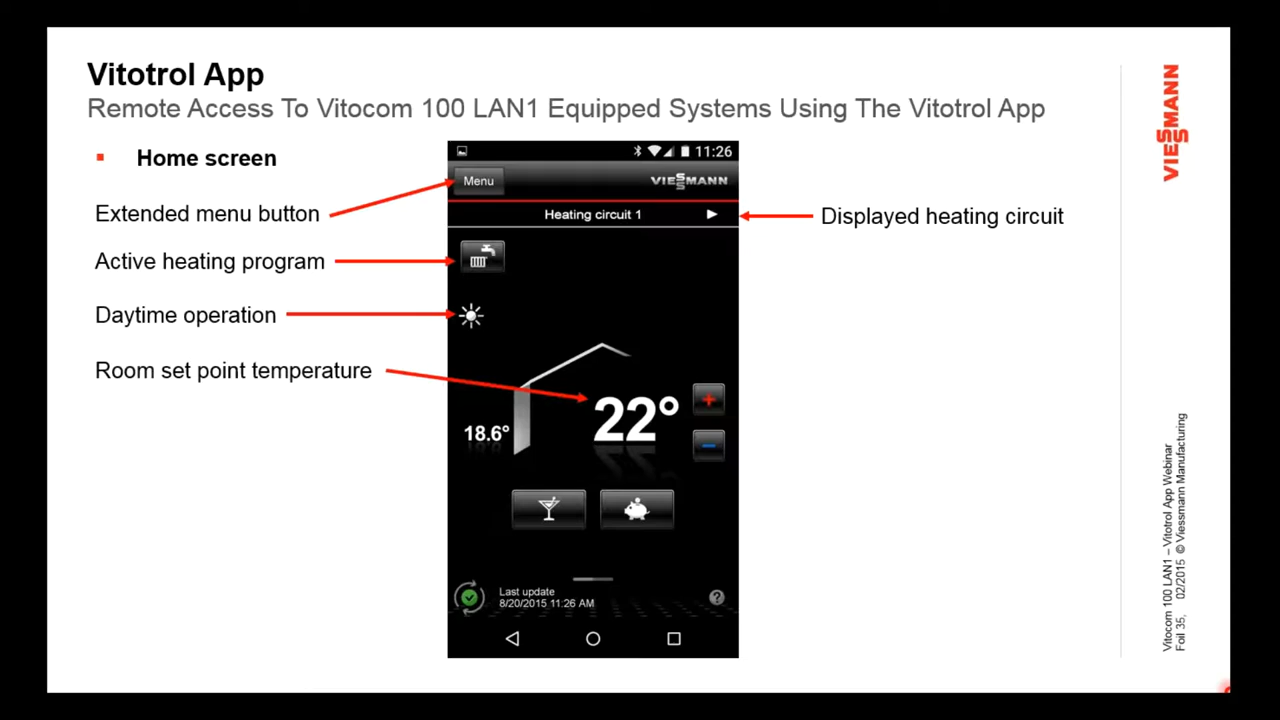 Vitotrol App
Remote Access To Vitocom 100 LAN1 Equipped Systems Using The Vitotrol App
VIESMANN
Home screen
11:26
Menu
VIESMANN
Extended menu button
Heating circuit 1
Displayed heating circuit
Active heating program
Daytime operation
Room set point temperature
22°
+
18.6°
−
Last update
8/20/2015 11:26 AM
?
Vitocom 100 LAN1 – Vitotrol App Webinar
Foil 35, 02/2015 © Viessmann Manufacturing